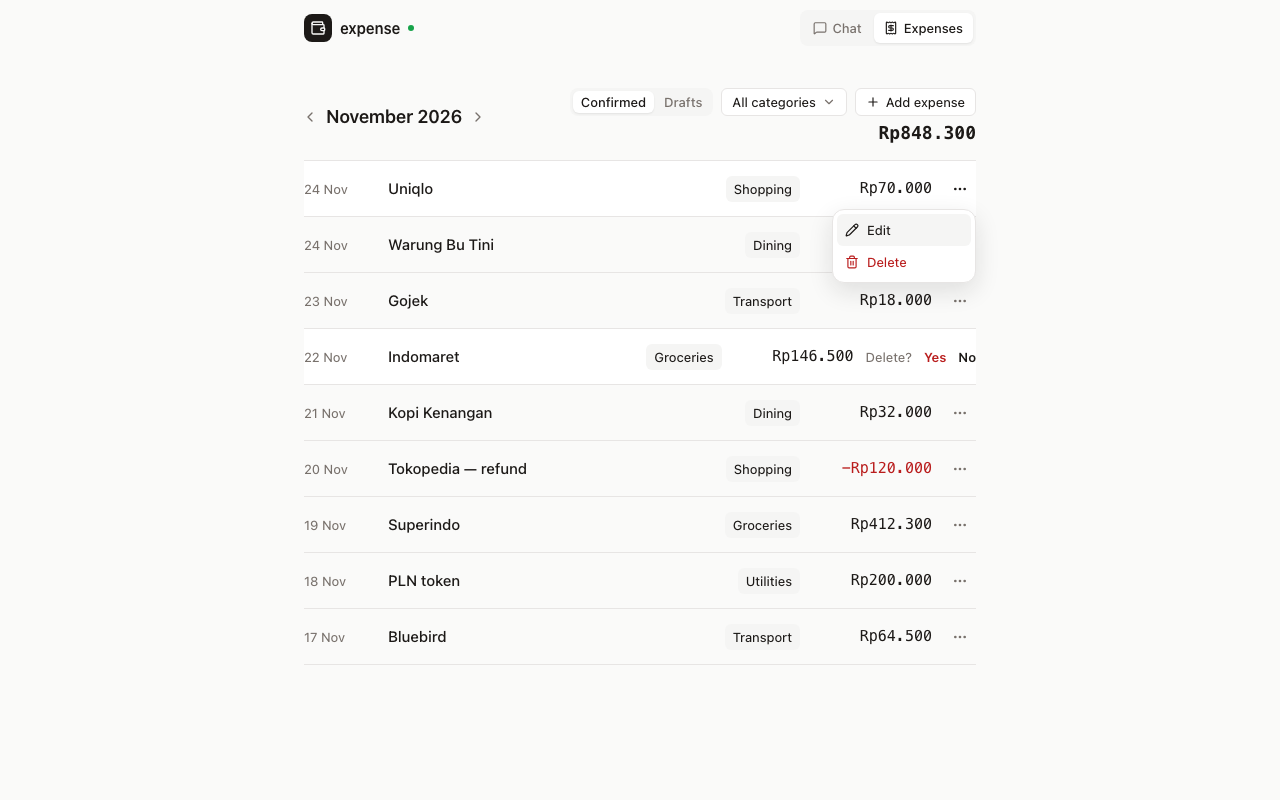 expense
Chat Expenses
November 2026
Confirmed Drafts All categories Add expense
Rp848.300
24 Nov Uniqlo Shopping Rp70.000 ...
Edit
24 Nov Warung Bu Tini Dining
Delete
23 Nov Gojek Transport Rp18.000 ...
22 Nov Indomaret Groceries Rp146.500 Delete? Yes No
21 Nov Kopi Kenangan Dining Rp32.000 ...
20 Nov Tokopedia — refund Shopping −Rp120.000 ...
19 Nov Superindo Groceries Rp412.300 ...
18 Nov PLN token Utilities Rp200.000 ...
17 Nov Bluebird Transport Rp64.500 ...